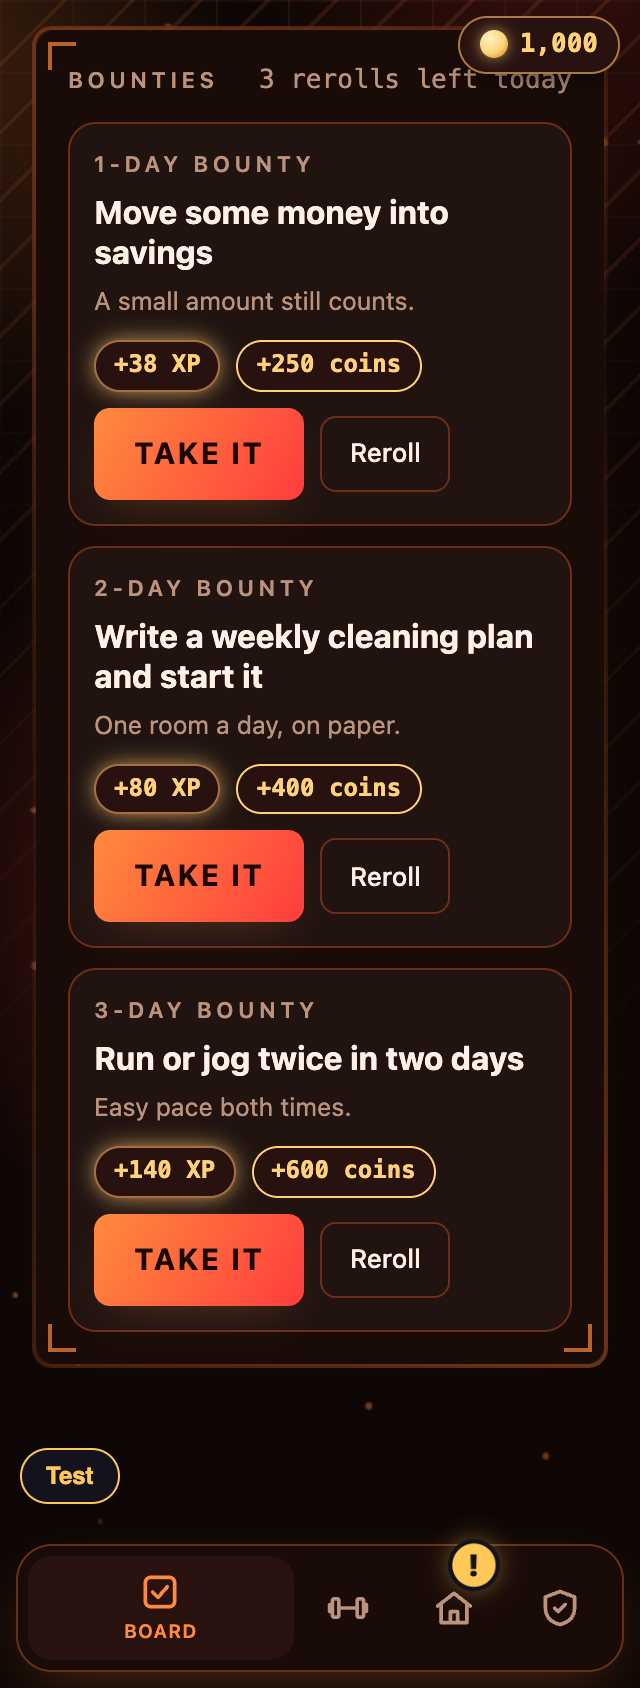 1,000
BOUNTIES 3 rerolls left today
1-DAY BOUNTY
Move some money into
savings
A small amount still counts.
+38 XP +250 coins
TAKE IT Reroll
2-DAY BOUNTY
Write a weekly cleaning plan
and start it
One room a day, on paper.
+80 XP +400 coins
TAKE IT Reroll
3-DAY BOUNTY
Run or jog twice in two days
Easy pace both times.
+140 XP +600 coins
TAKE IT Reroll
Test
!
BOARD